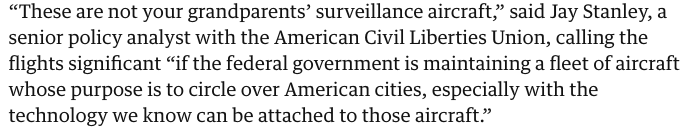 “These are not your grandparents’ surveillance aircraft,” said Jay Stanley, a
senior policy analyst with the American Civil Liberties Union, calling the
flights significant “if the federal government is maintaining a fleet of aircraft
whose purpose is to circle over American cities, especially with the
technology we know can be attached to those aircraft.”